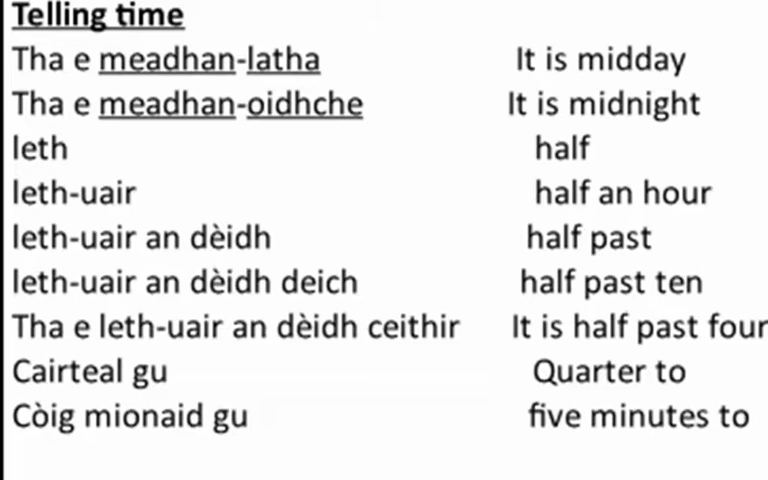 Telling time
Tha e meadhan-latha It is midday
Tha e meadhan-oidhche It is midnight
leth half
leth-uair half an hour
leth-uair an dèidh half past
leth-uair an dèidh deich half past ten
Tha e leth-uair an dèidh ceithir It is half past four
Cairteal gu Quarter to
Còig mionaid gu five minutes to